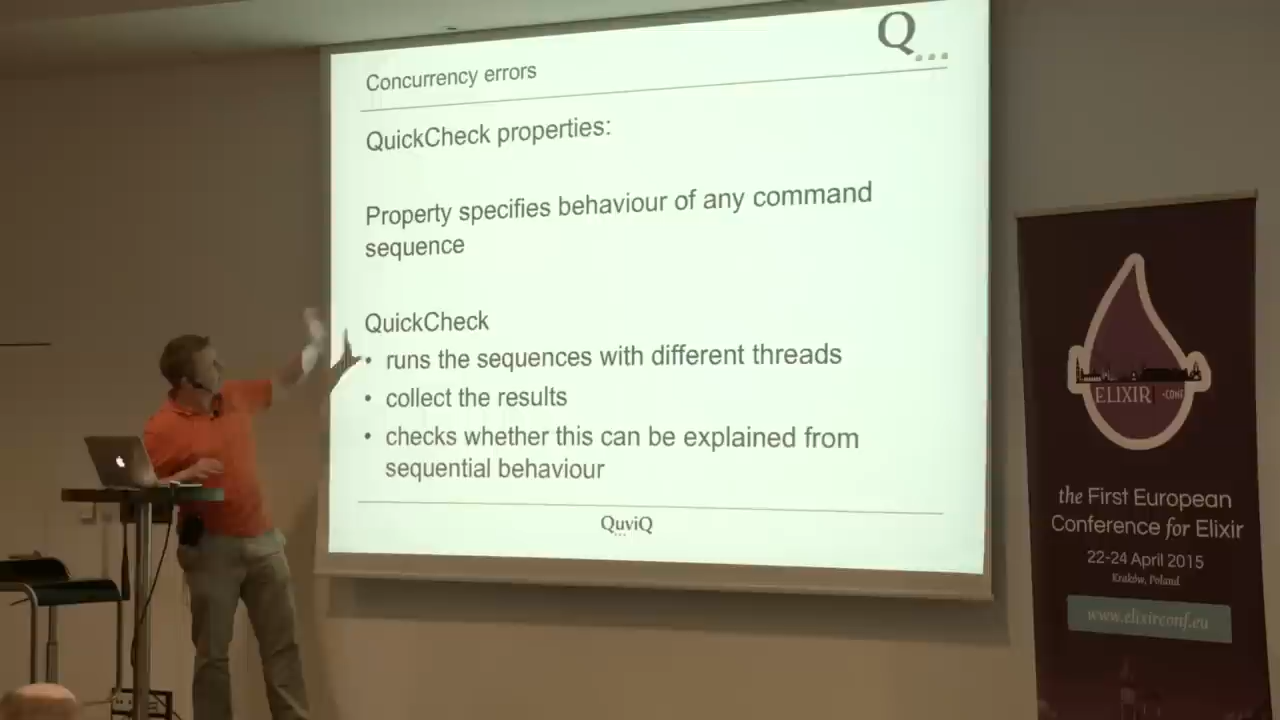 Q...
Concurrency errors
QuickCheck properties:
Property specifies behaviour of any command
sequence
QuickCheck
• runs the sequences with different threads
• collect the results
• checks whether this can be explained from
sequential behaviour
QuviQ
ELIXIR -CONF
the First European
Conference for Elixir
22-24 April 2015
Kraków, Poland
www.elixirconf.eu